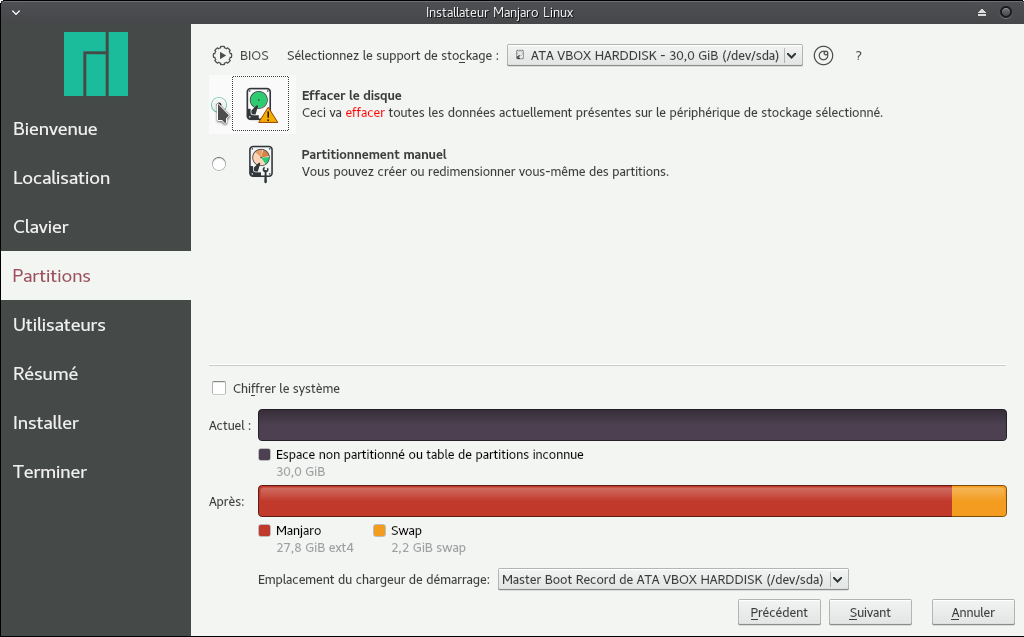 Installateur Manjaro Linux
Bienvenue
Localisation
Clavier
Partitions
Utilisateurs
Résumé
Installer
Terminer
BIOS Sélectionnez le support de stockage : ATA VBOX HARDDISK - 30,0 GiB (/dev/sda) ?
Effacer le disque
Ceci va effacer toutes les données actuellement présentes sur le périphérique de stockage sélectionné.
Partitionnement manuel
Vous pouvez créer ou redimensionner vous-même des partitions.
Chiffrer le système
Actuel :
Espace non partitionné ou table de partitions inconnue
30,0 GiB
Après:
Manjaro Swap
27,8 GiB ext4 2,2 GiB swap
Emplacement du chargeur de démarrage: Master Boot Record de ATA VBOX HARDDISK (/dev/sda)
Précédent Suivant Annuler